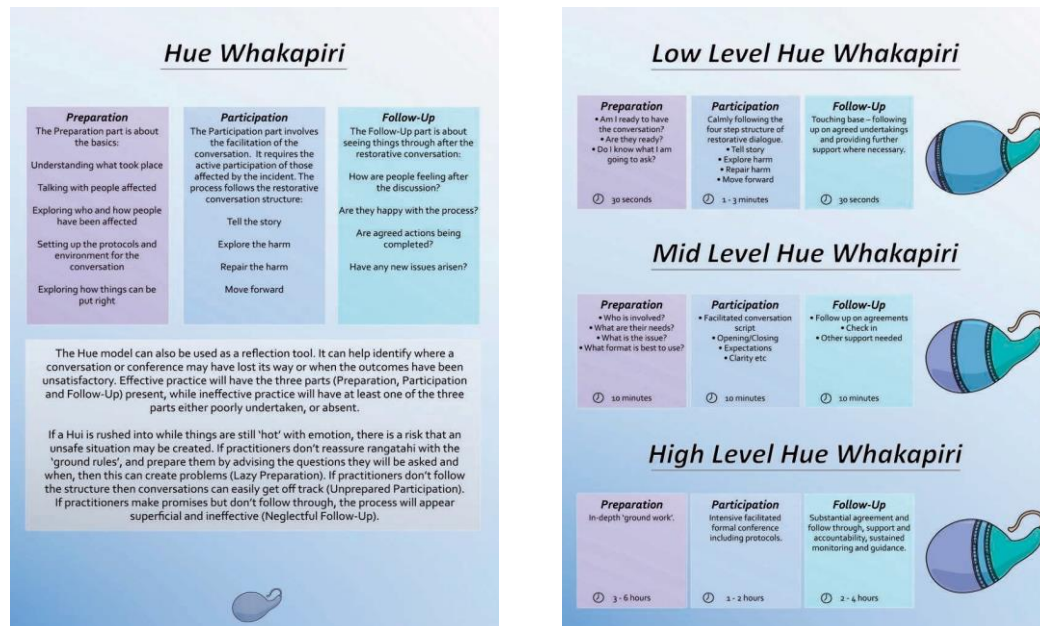 Hue Whakapiri
Preparation
The Preparation part is about
the basics:
Understanding what took place
Talking with people affected
Exploring who and how people
have been affected
Setting up the protocols and
environment for the
conversation
Exploring how things can be
put right
Participation
The Participation part involves
the facilitation of the
conversation. It requires the
active participation of those
affected by the incident. The
process follows the restorative
conversation structure:
Tell the story
Explore the harm
Repair the harm
Move forward
Follow-Up
The Follow-Up part is about
seeing things through after the
restorative conversation:
How are people feeling after
the discussion?
Are they happy with the process?
Are agreed actions being
completed?
Have any new issues arisen?
The Hue model can also be used as a reflection tool. It can help identify where a
conversation or conference may have lost its way or when the outcomes have been
unsatisfactory. Effective practice will have the three parts (Preparation, Participation
and Follow-Up) present, while ineffective practice will have at least one of the three
parts either poorly undertaken, or absent.
If a Hui is rushed into while things are still 'hot' with emotion, there is a risk that an
unsafe situation may be created. If practitioners don't reassure rangatahi with the
'ground rules', and prepare them by advising the questions they will be asked and
when, then this can create problems (Lazy Preparation). If practitioners don't follow
the structure then conversations can easily get off track (Unprepared Participation).
If practitioners make promises but don't follow through, the process will appear
superficial and ineffective (Neglectful Follow-Up).
Low Level Hue Whakapiri
Preparation
• Am I ready to have
the conversation?
• Are they ready?
• Do I know what I am
going to ask?
30 seconds
Participation
Calmly following the
four step structure of
restorative dialogue.
• Tell story
• Explore harm
• Repair harm
• Move forward
1 - 3 minutes
Follow-Up
Touching base – following
up on agreed undertakings
and providing further
support where necessary.
30 seconds
Mid Level Hue Whakapiri
Preparation
• Who is involved?
• What are their needs?
• What is the issue?
• What format is best to use?
10 minutes
Participation
• Facilitated conversation
script
• Opening/Closing
• Expectations
• Clarity etc
10 minutes
Follow-Up
• Follow up on agreements
• Check in
• Other support needed
10 minutes
High Level Hue Whakapiri
Preparation
In-depth 'ground work'.
3 - 6 hours
Participation
Intensive facilitated
formal conference
including protocols.
1 - 2 hours
Follow-Up
Substantial agreement and
follow through, support and
accountability, sustained
monitoring and guidance.
2 - 4 hours